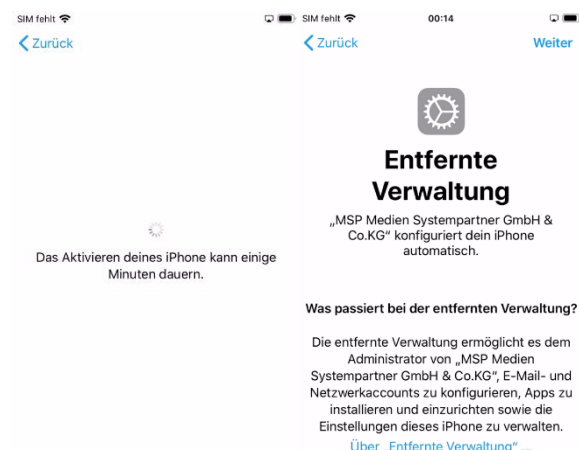 SIM fehlt
Zurück
Das Aktivieren deines iPhone kann einige
Minuten dauern.
SIM fehlt 00:14
Zurück Weiter
Entfernte
Verwaltung
„MSP Medien Systempartner GmbH &
Co.KG“ konfiguriert dein iPhone
automatisch.
Was passiert bei der entfernten Verwaltung?
Die entfernte Verwaltung ermöglicht es dem
Administrator von „MSP Medien
Systempartner GmbH & Co.KG“, E-Mail- und
Netzwerkaccounts zu konfigurieren, Apps zu
installieren und einzurichten sowie die
Einstellungen dieses iPhone zu verwalten.
Über „Entfernte Verwaltung“ ...